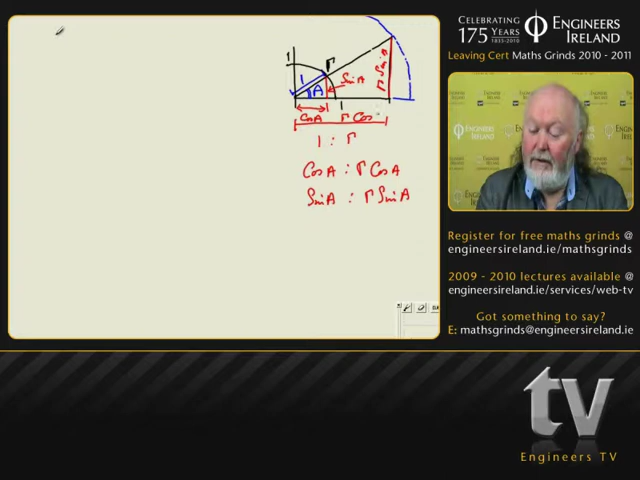 1
r
1
A
Sin A
r Sin A
1
Cos A
r Cos
1 : r
Cos A : r Cos A
Sin A : r Sin A
CELEBRATING
175 YEARS
1835-2010
ENGINEERS
IRELAND
Leaving Cert Maths Grinds 2010 - 2011
Register for free maths grinds @
engineersireland.ie/mathsgrinds
2009 - 2010 lectures available @
engineersireland.ie/services/web-tv
Got something to say?
E: mathsgrinds@engineersireland.ie
tv
Engineers TV